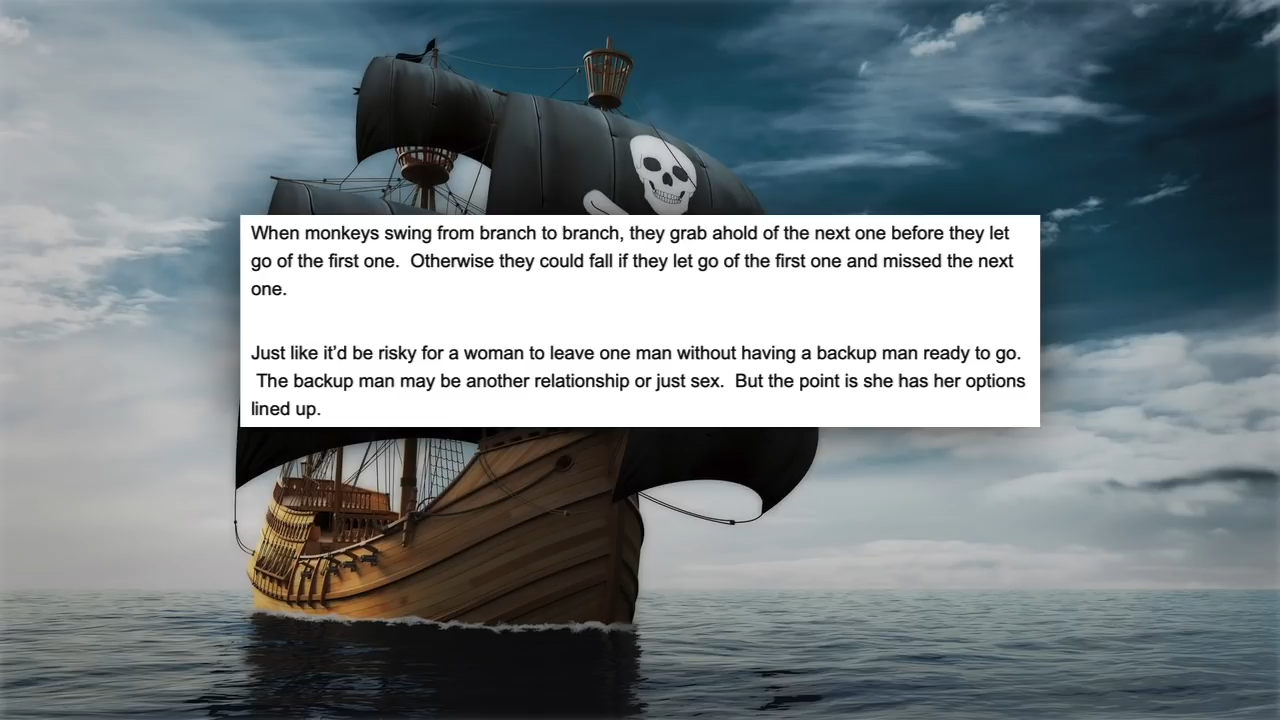 When monkeys swing from branch to branch, they grab ahold of the next one before they let
go of the first one.  Otherwise they could fall if they let go of the first one and missed the next
one.
Just like it'd be risky for a woman to leave one man without having a backup man ready to go.
The backup man may be another relationship or just sex.  But the point is she has her options
lined up.